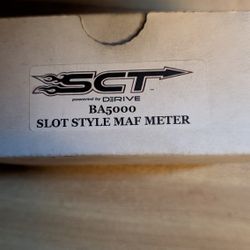 SCT
powered by DERIVE
BA5000
SLOT STYLE MAF METER